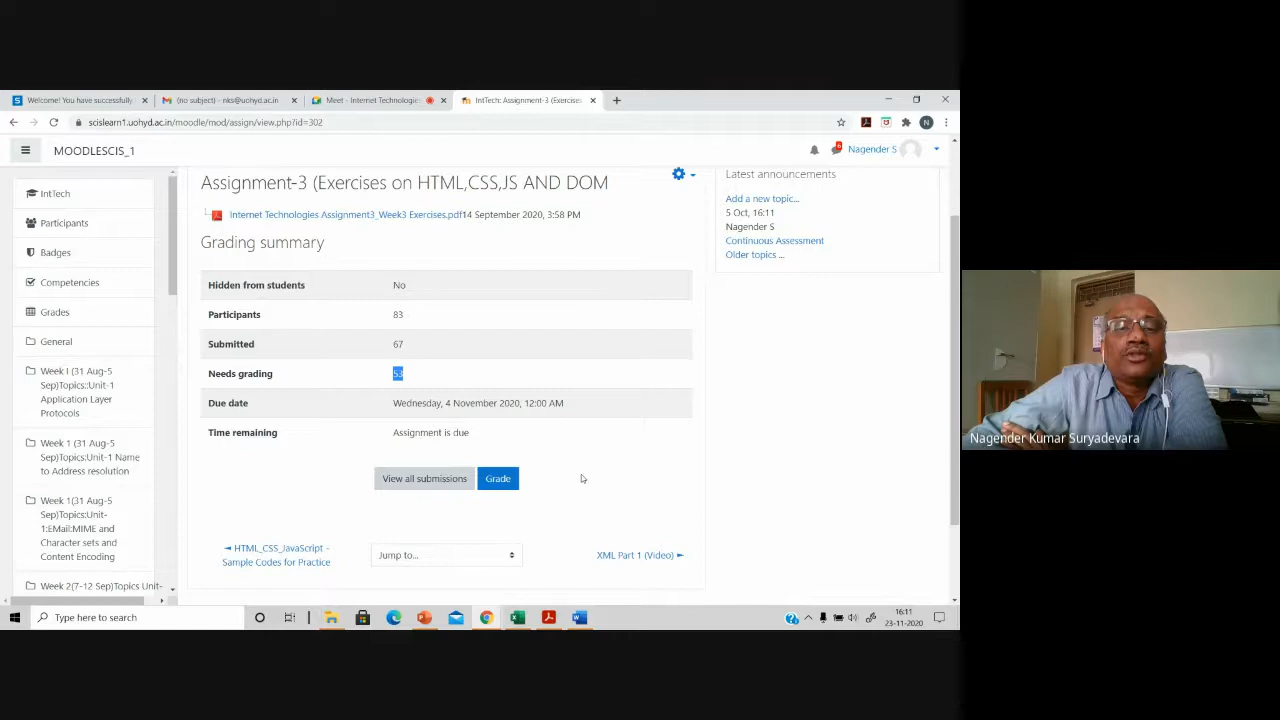 Welcome! You have successfully
(no subject) - nks@uohyd.ac.in
Meet - Internet Technologies
IntTech: Assignment-3 (Exercises
scislearn1.uohyd.ac.in/moodle/mod/assign/view.php?id=302
N
MOODLESCIS_1
6
Nagender S
IntTech
Participants
Badges
Competencies
Grades
General
Week I (31 Aug-5
Sep)Topics::Unit-1
Application Layer
Protocols
Week 1 (31 Aug-5
Sep)Topic:Unit-1 Name
to Address resolution
Week 1(31 Aug-5
Sep)Topic:Unit-
1:EMail:MIME and
Character sets and
Content Encoding
Week 2(7-12 Sep)Topics Unit-
Assignment-3 (Exercises on HTML,CSS,JS AND DOM
Internet Technologies Assignment3_Week3 Exercises.pdf14 September 2020, 3:58 PM
Grading summary
Hidden from students No
Participants 83
Submitted 67
Needs grading 53
Due date Wednesday, 4 November 2020, 12:00 AM
Time remaining Assignment is due
View all submissions Grade
◄ HTML_CSS_JavaScript -
Sample Codes for Practice
Jump to...
XML Part 1 (Video) ►
Latest announcements
Add a new topic...
5 Oct, 16:11
Nagender S
Continuous Assessment
Older topics ...
Nagender Kumar Suryadevara
Type here to search
16:11
23-11-2020